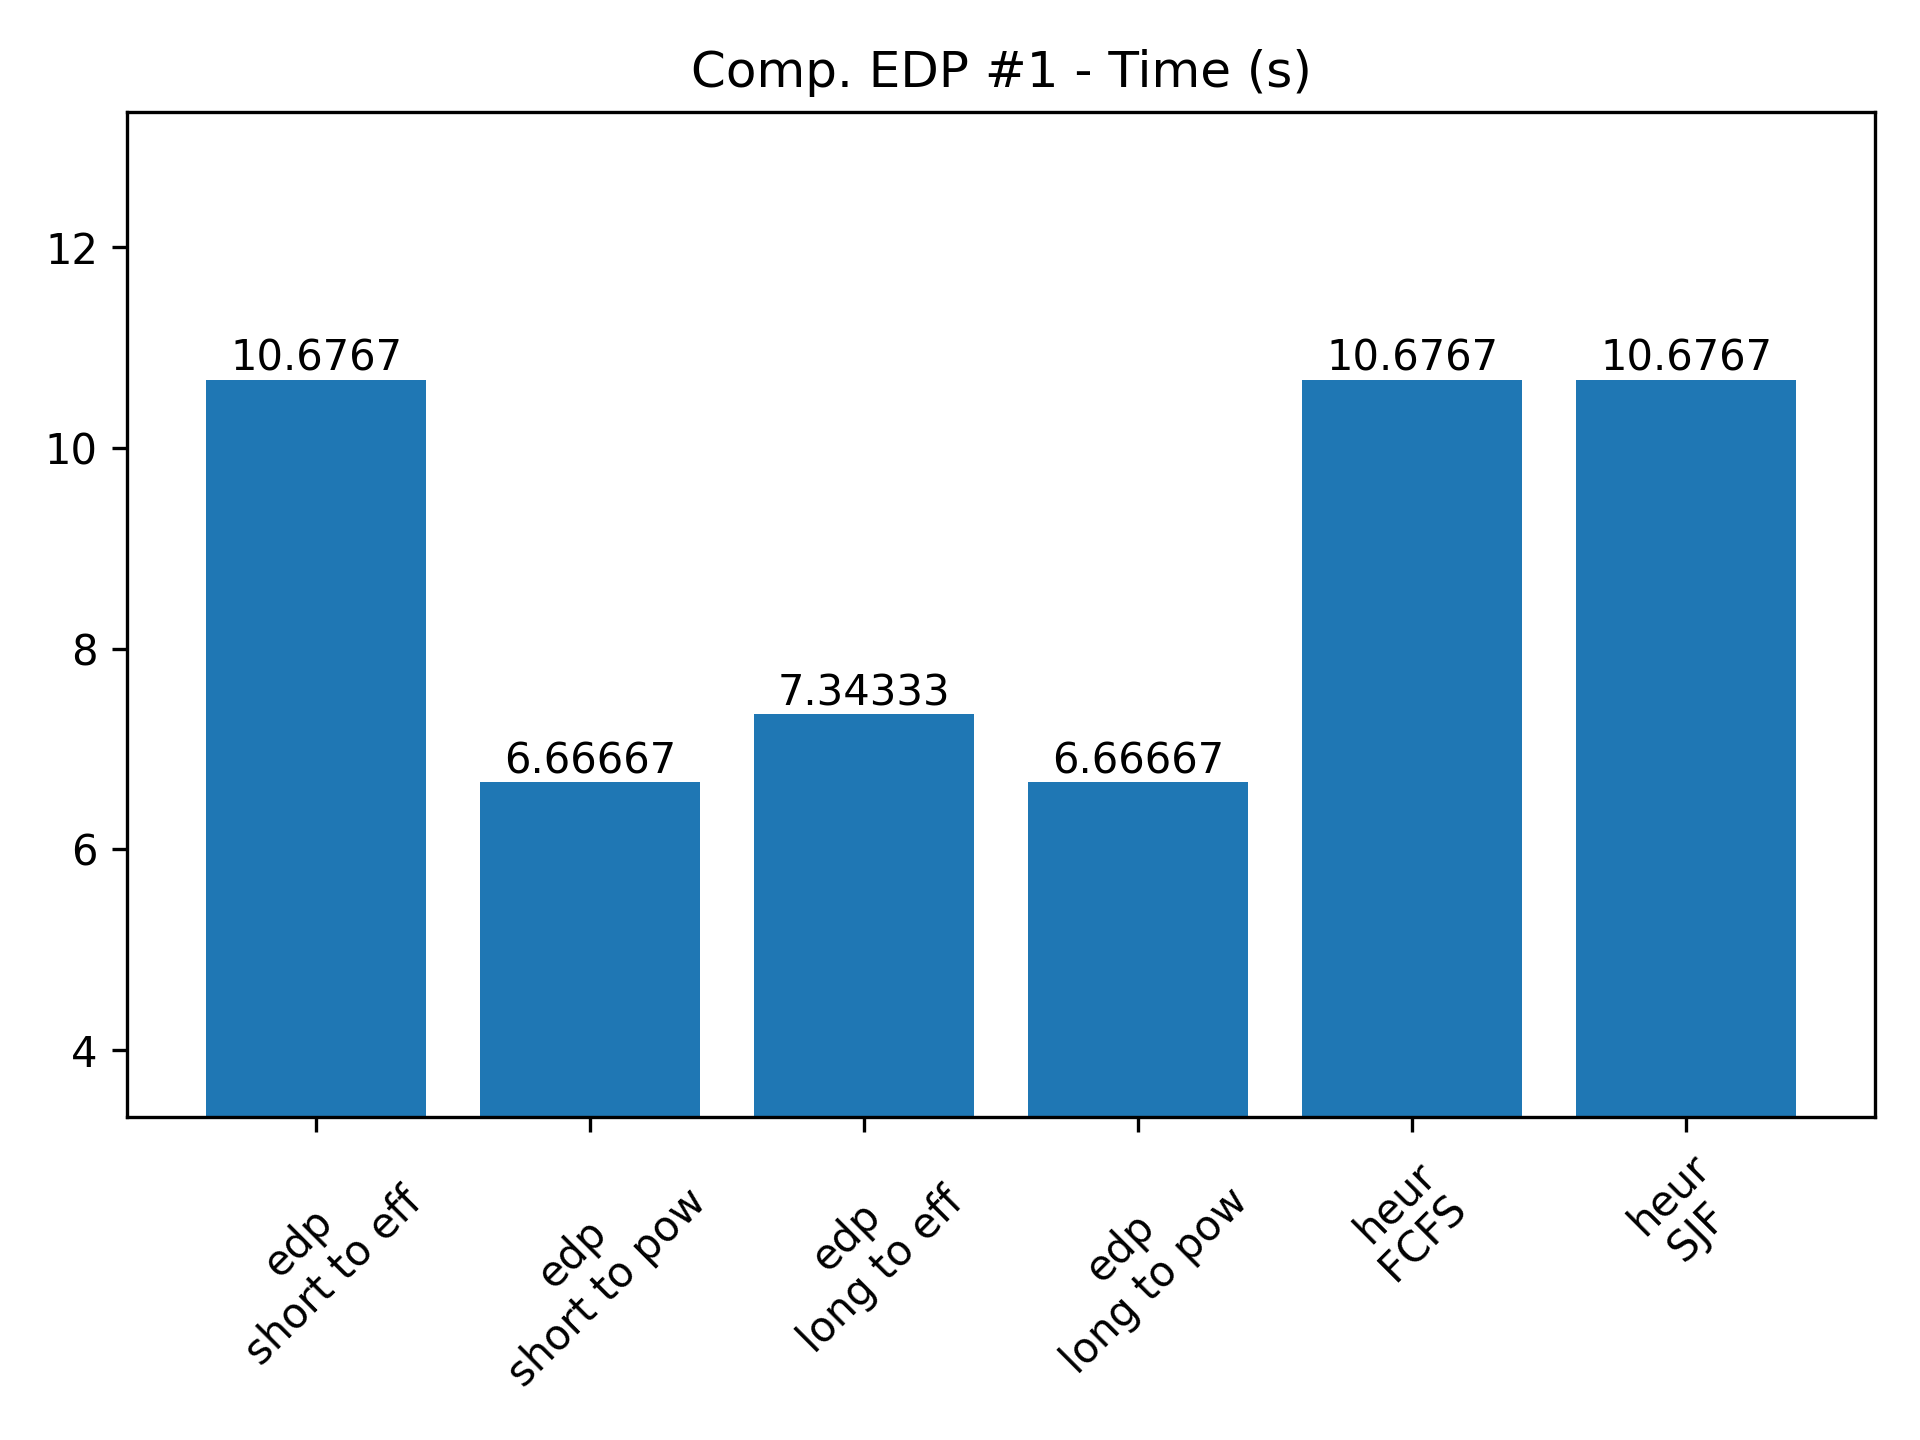 Comp. EDP #1 - Time (s)
12
10
8
6
4
10.6767
6.66667
7.34333
6.66667
10.6767
10.6767
edp
short to eff
edp
short to pow
edp
long to eff
edp
long to pow
heur
FCFS
heur
SJF